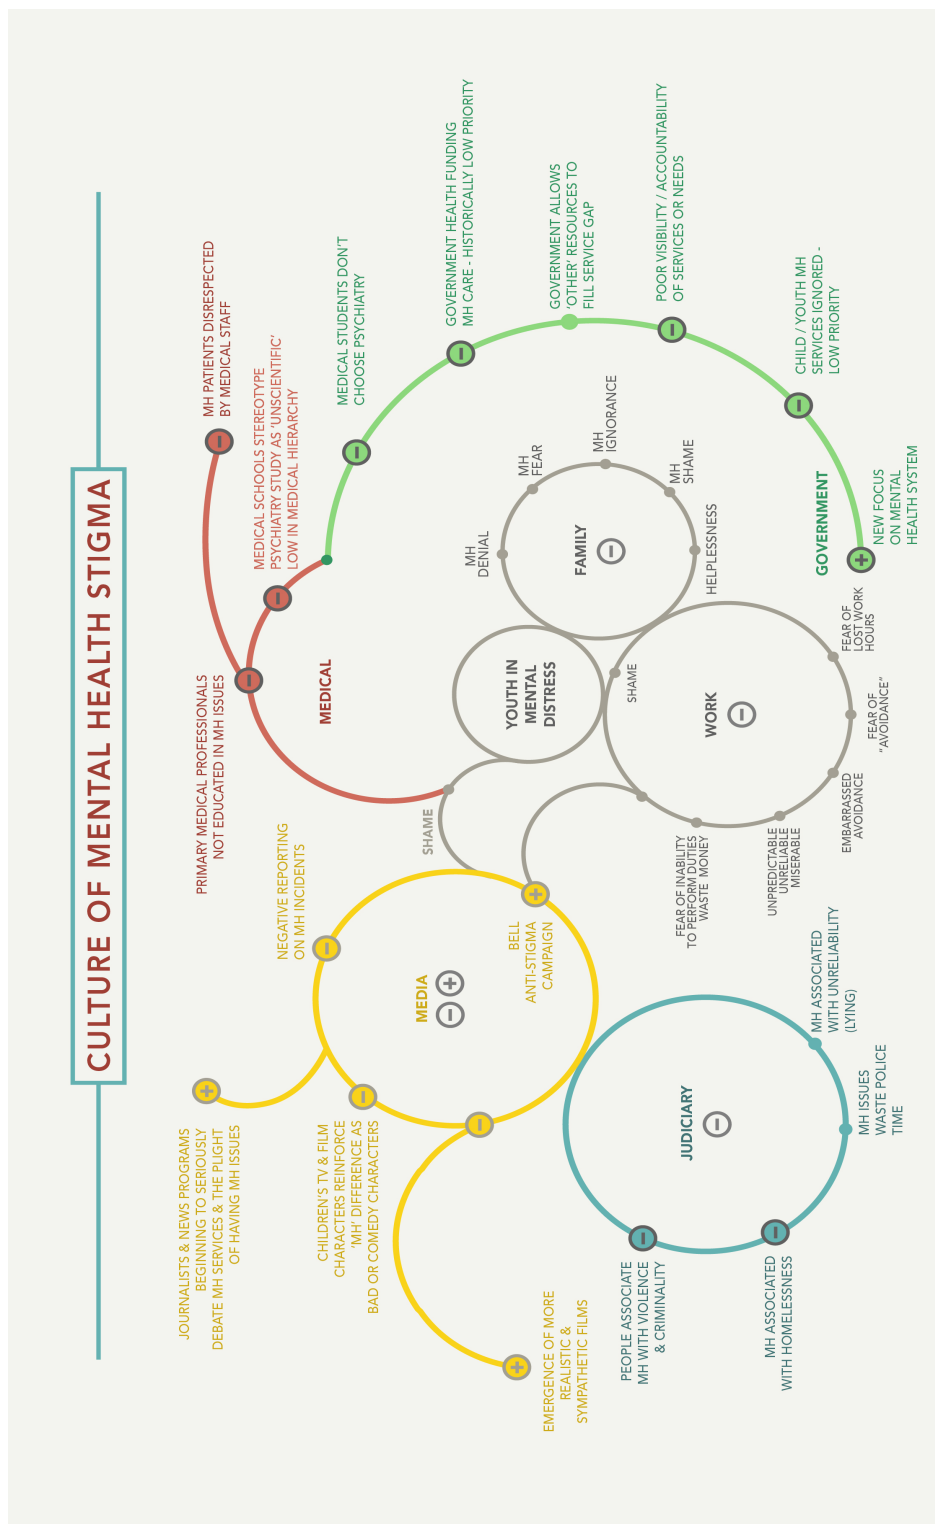 CULTURE OF MENTAL HEALTH STIGMA
JOURNALISTS & NEWS PROGRAMS
BEGINNING TO SERIOUSLY
DEBATE MH SERVICES & THE PLIGHT
OF HAVING MH ISSUES
NEGATIVE REPORTING
ON MH INCIDENTS
CHILDREN'S TV & FILM
CHARACTERS REINFORCE
'MH' DIFFERENCE AS
BAD OR COMEDY CHARACTERS
MEDIA
− +
BELL
ANTI-STIGMA
CAMPAIGN
EMERGENCE OF MORE
REALISTIC &
SYMPATHETIC FILMS
PRIMARY MEDICAL PROFESSIONALS
NOT EDUCATED IN MH ISSUES
MH PATIENTS DISRESPECTED
BY MEDICAL STAFF
MEDICAL SCHOOLS STEREOTYPE
PSYCHIATRY STUDY AS 'UNSCIENTIFIC'
LOW IN MEDICAL HIERARCHY
MEDICAL
MEDICAL STUDENTS DON'T
CHOOSE PSYCHIATRY
GOVERNMENT HEALTH FUNDING
MH CARE - HISTORICALLY LOW PRIORITY
GOVERNMENT ALLOWS
'OTHER' RESOURCES TO
FILL SERVICE GAP
POOR VISIBILITY / ACCOUNTABILITY
OF SERVICES OR NEEDS
CHILD / YOUTH MH
SERVICES IGNORED -
LOW PRIORITY
GOVERNMENT
NEW FOCUS
ON MENTAL
HEALTH SYSTEM
SHAME
YOUTH IN
MENTAL
DISTRESS
MH
DENIAL
MH
FEAR
MH
IGNORANCE
MH
SHAME
HELPLESSNESS
FAMILY
−
SHAME
WORK
−
FEAR OF INABILITY
TO PERFORM DUTIES
WASTE MONEY
UNPREDICTABLE
UNRELIABLE
MISERABLE
EMBARRASSED
AVOIDANCE
FEAR OF
"AVOIDANCE"
FEAR OF
LOST WORK
HOURS
JUDICIARY
−
PEOPLE ASSOCIATE
MH WITH VIOLENCE
& CRIMINALITY
MH ASSOCIATED
WITH HOMELESSNESS
MH ISSUES
WASTE POLICE
TIME
MH ASSOCIATED
WITH UNRELIABILITY
(LYING)